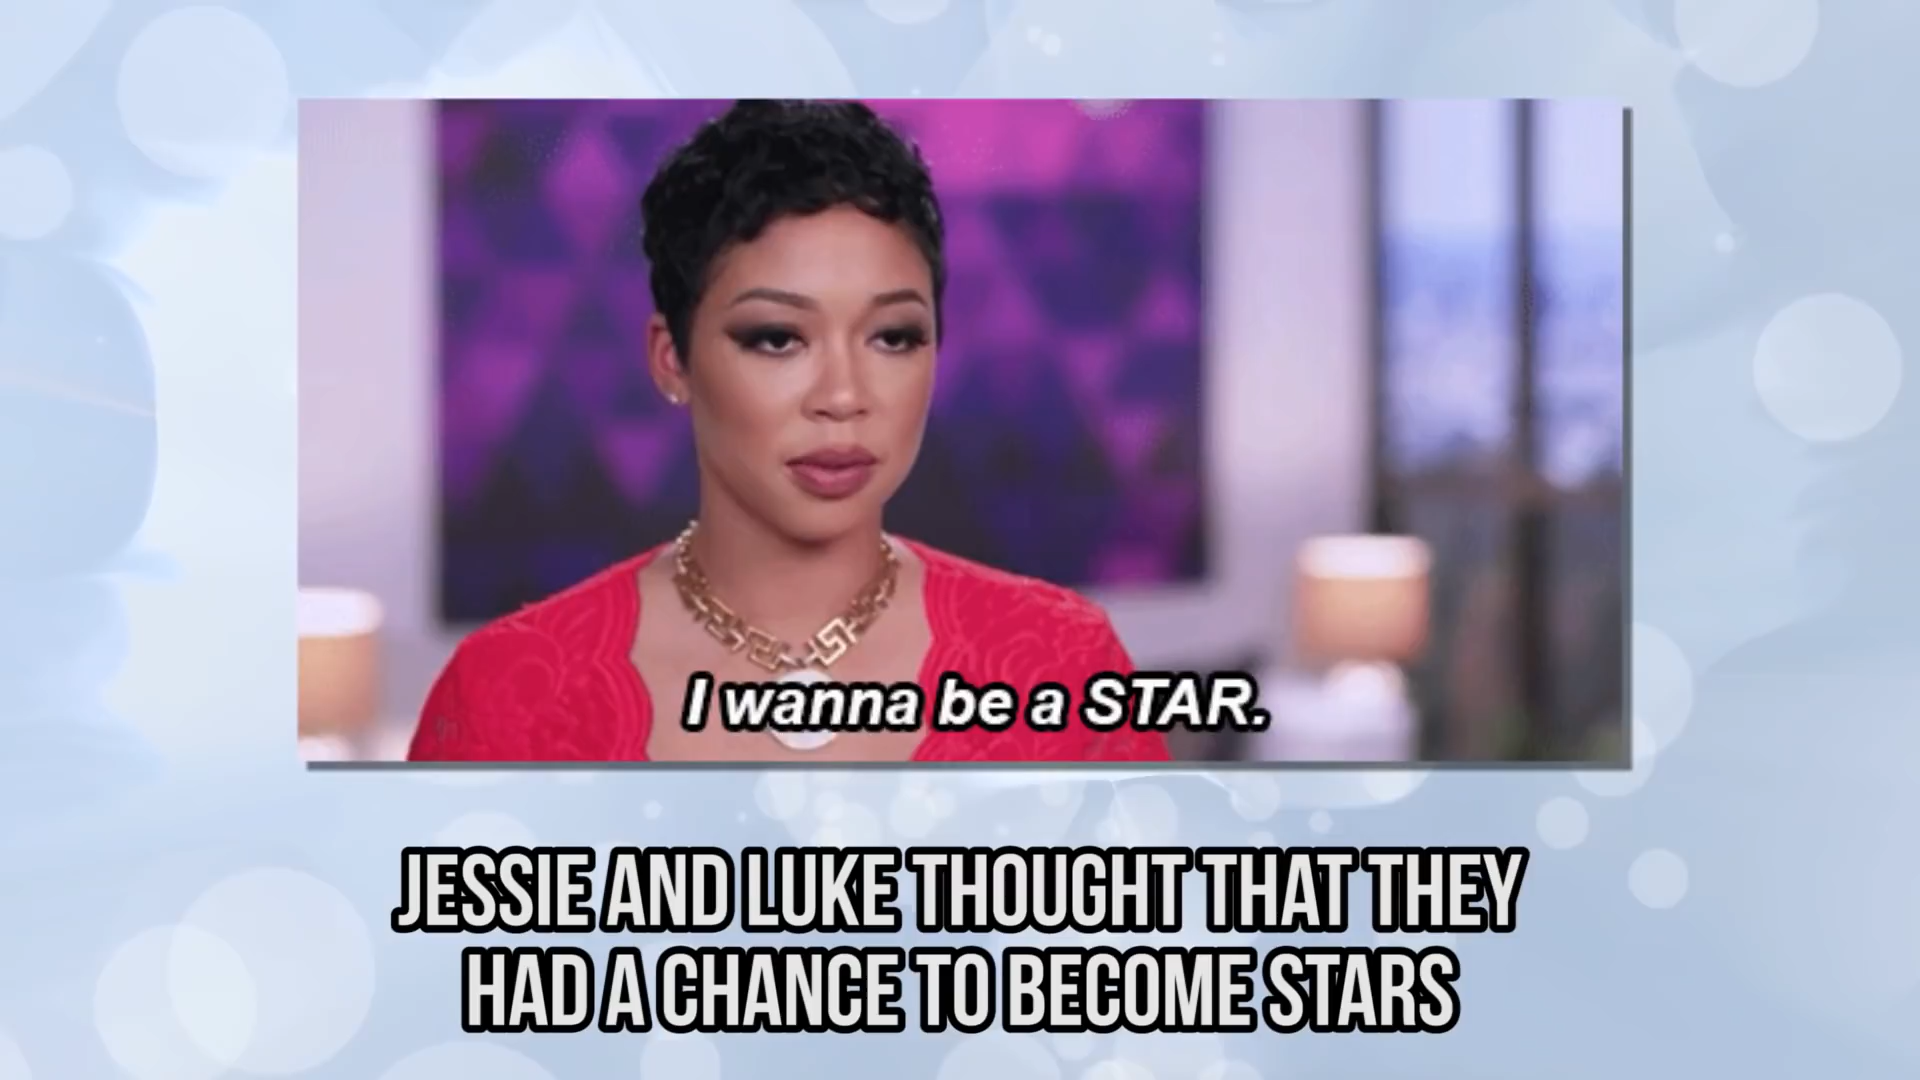 I wanna be a STAR.
JESSIE AND LUKE THOUGHT THAT THEY
HAD A CHANCE TO BECOME STARS